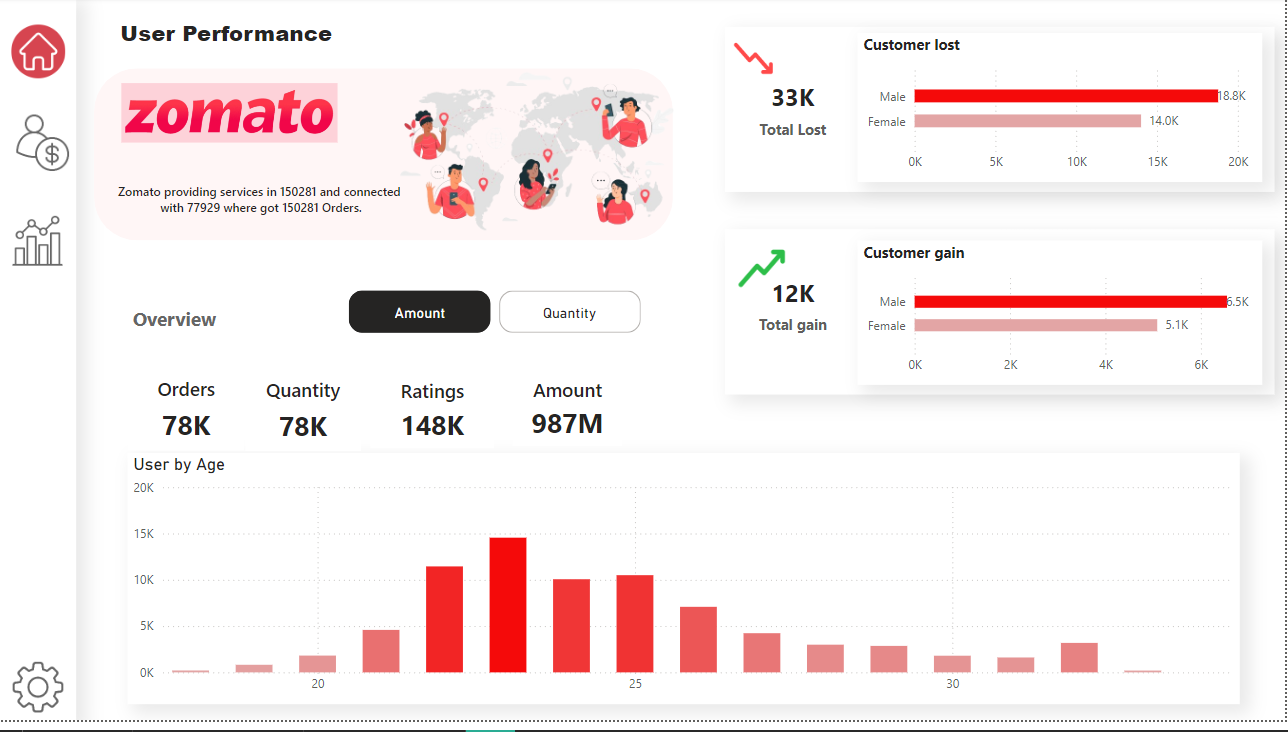 User Performance
zomato
Zomato providing services in 150281 and connected
with 77929 where got 150281 Orders.
33K
Total Lost
Customer lost
Male
18.8K
Female
14.0K
0K
5K
10K
15K
20K
12K
Total gain
Customer gain
Male
6.5K
Female
5.1K
0K
2K
4K
6K
Overview
Amount
Quantity
Orders
78K
Quantity
78K
Ratings
148K
Amount
987M
User by Age
20K
15K
10K
5K
0K
20
25
30